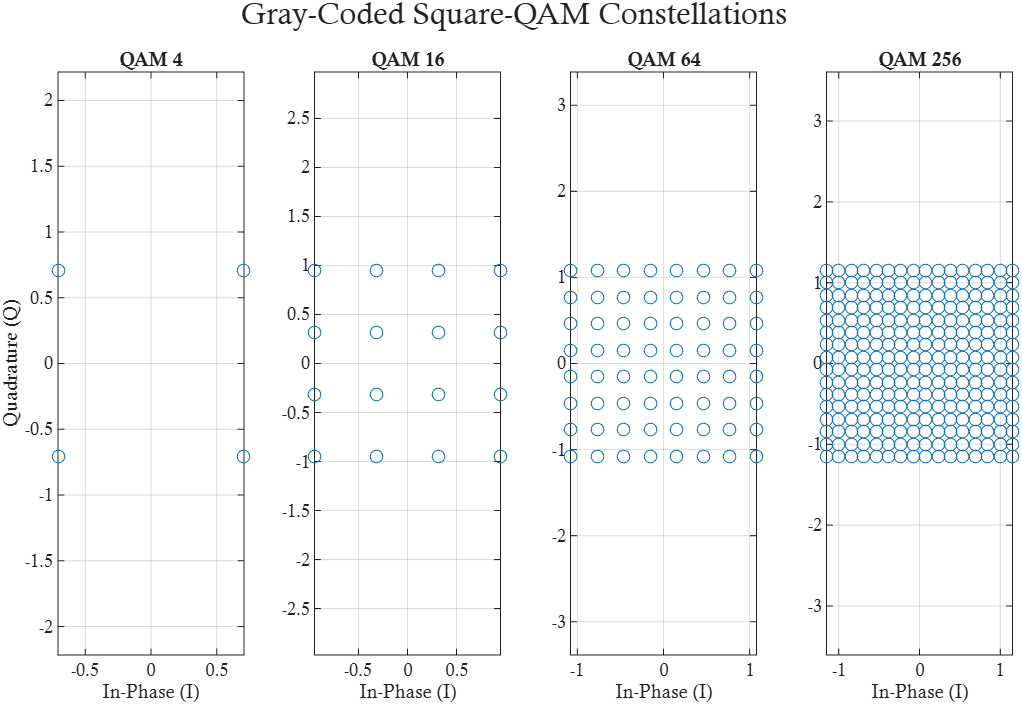 Gray-Coded Square-QAM Constellations
QAM 4
QAM 16
QAM 64
QAM 256
Quadrature (Q)
2
1.5
1
0.5
0
-0.5
-1
-1.5
-2
-0.5 0 0.5
In-Phase (I)
2.5
2
1.5
1
0.5
0
-0.5
-1
-1.5
-2
-2.5
-0.5 0 0.5
In-Phase (I)
3
2
1
0
-1
-2
-3
-1 0 1
In-Phase (I)
3
2
1
0
-1
-2
-3
-1 0 1
In-Phase (I)